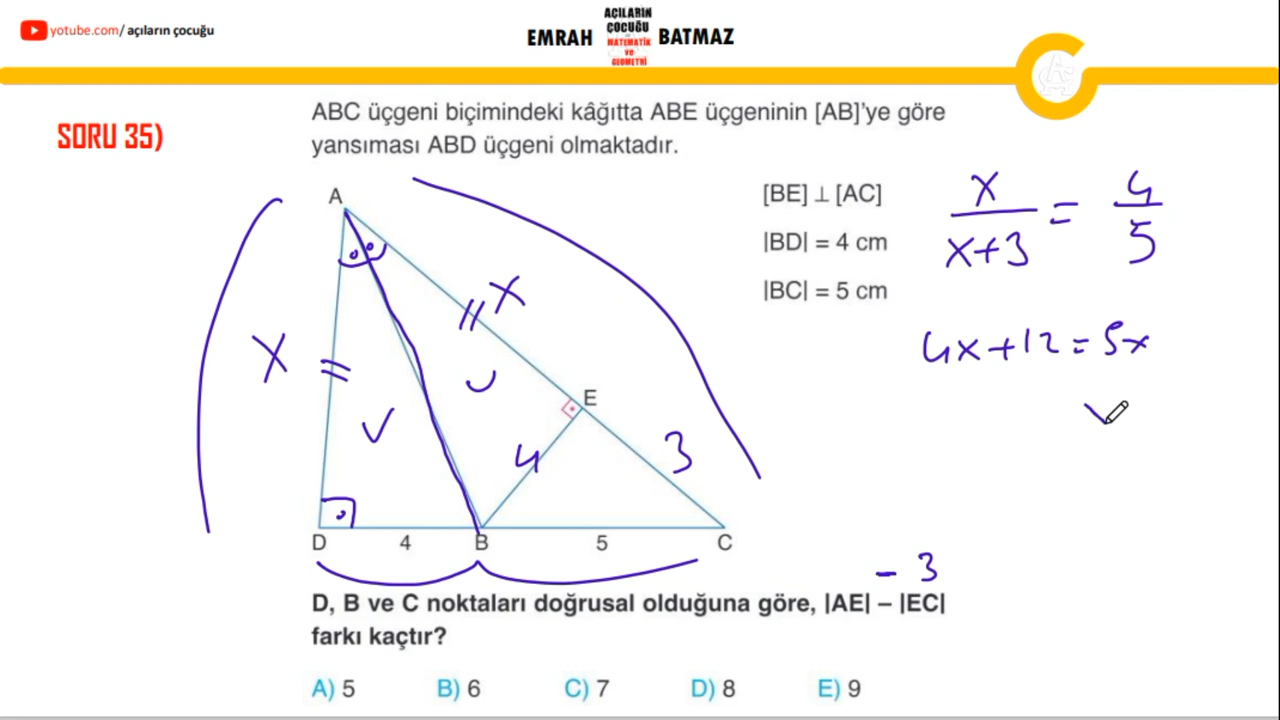 yotube.com/ açıların çocuğu
EMRAH
AÇILARIN
ÇOCUĞU
MATEMATİK
ve
GEOMETRİ
BATMAZ
SORU 35)
ABC üçgeni biçimindeki kâğıtta ABE üçgeninin [AB]'ye göre
yansıması ABD üçgeni olmaktadır.
[BE] ⊥ [AC]
|BD| = 4 cm
|BC| = 5 cm
x/x+3 = 4/5
4x+12=5x
A
x
x
E
4
3
D 4 B 5 C
- 3
D, B ve C noktaları doğrusal olduğuna göre, |AE| – |EC|
farkı kaçtır?
A) 5 B) 6 C) 7 D) 8 E) 9